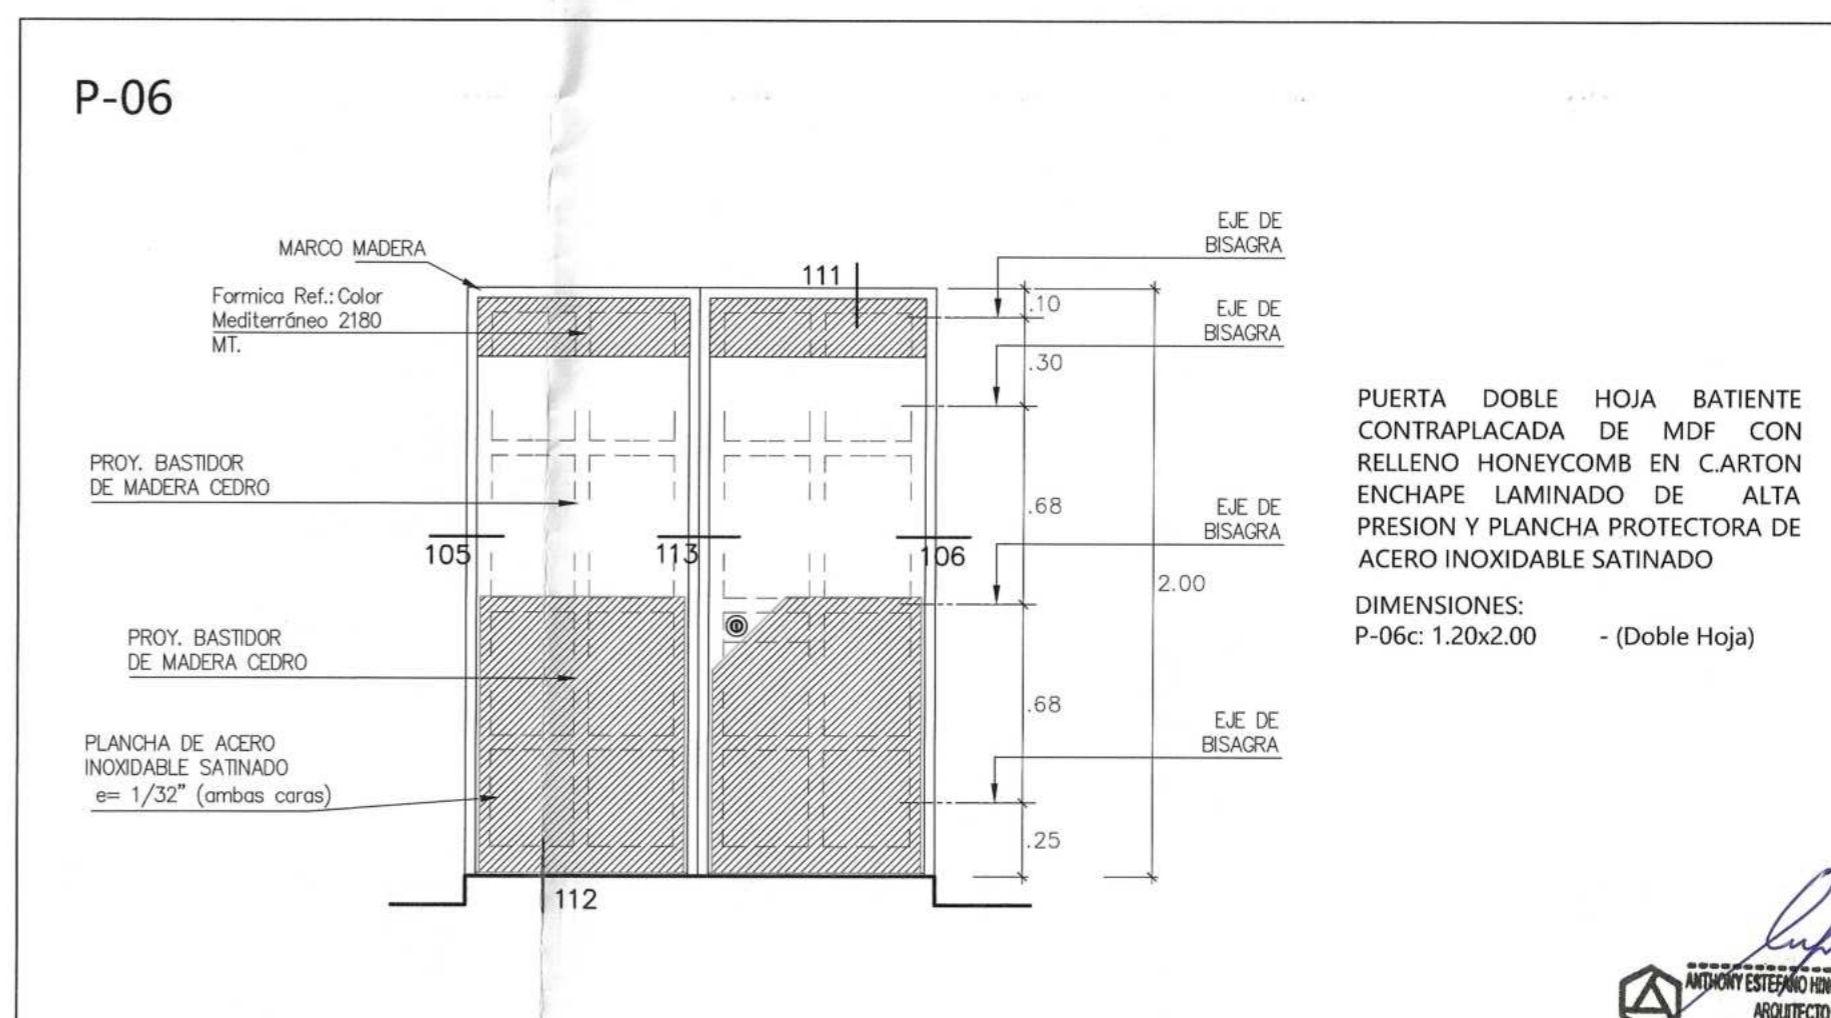 P-06
MARCO MADERA
Formica Ref.: Color
Mediterráneo 2180
MT.
PROY. BASTIDOR
DE MADERA CEDRO
PROY. BASTIDOR
DE MADERA CEDRO
PLANCHA DE ACERO
INOXIDABLE SATINADO
e= 1/32" (ambas caras)
111
105
113
106
112
EJE DE
BISAGRA
EJE DE
BISAGRA
EJE DE
BISAGRA
EJE DE
BISAGRA
.10
.30
.68
.68
.25
2.00
PUERTA DOBLE HOJA BATIENTE
CONTRAPLACADA DE MDF CON
RELLENO HONEYCOMB EN C.ARTON
ENCHAPE LAMINADO DE ALTA
PRESION Y PLANCHA PROTECTORA DE
ACERO INOXIDABLE SATINADO
DIMENSIONES:
P-06c: 1.20x2.00 - (Doble Hoja)
ANTHONY ESTEFANO
ARQUITECTO